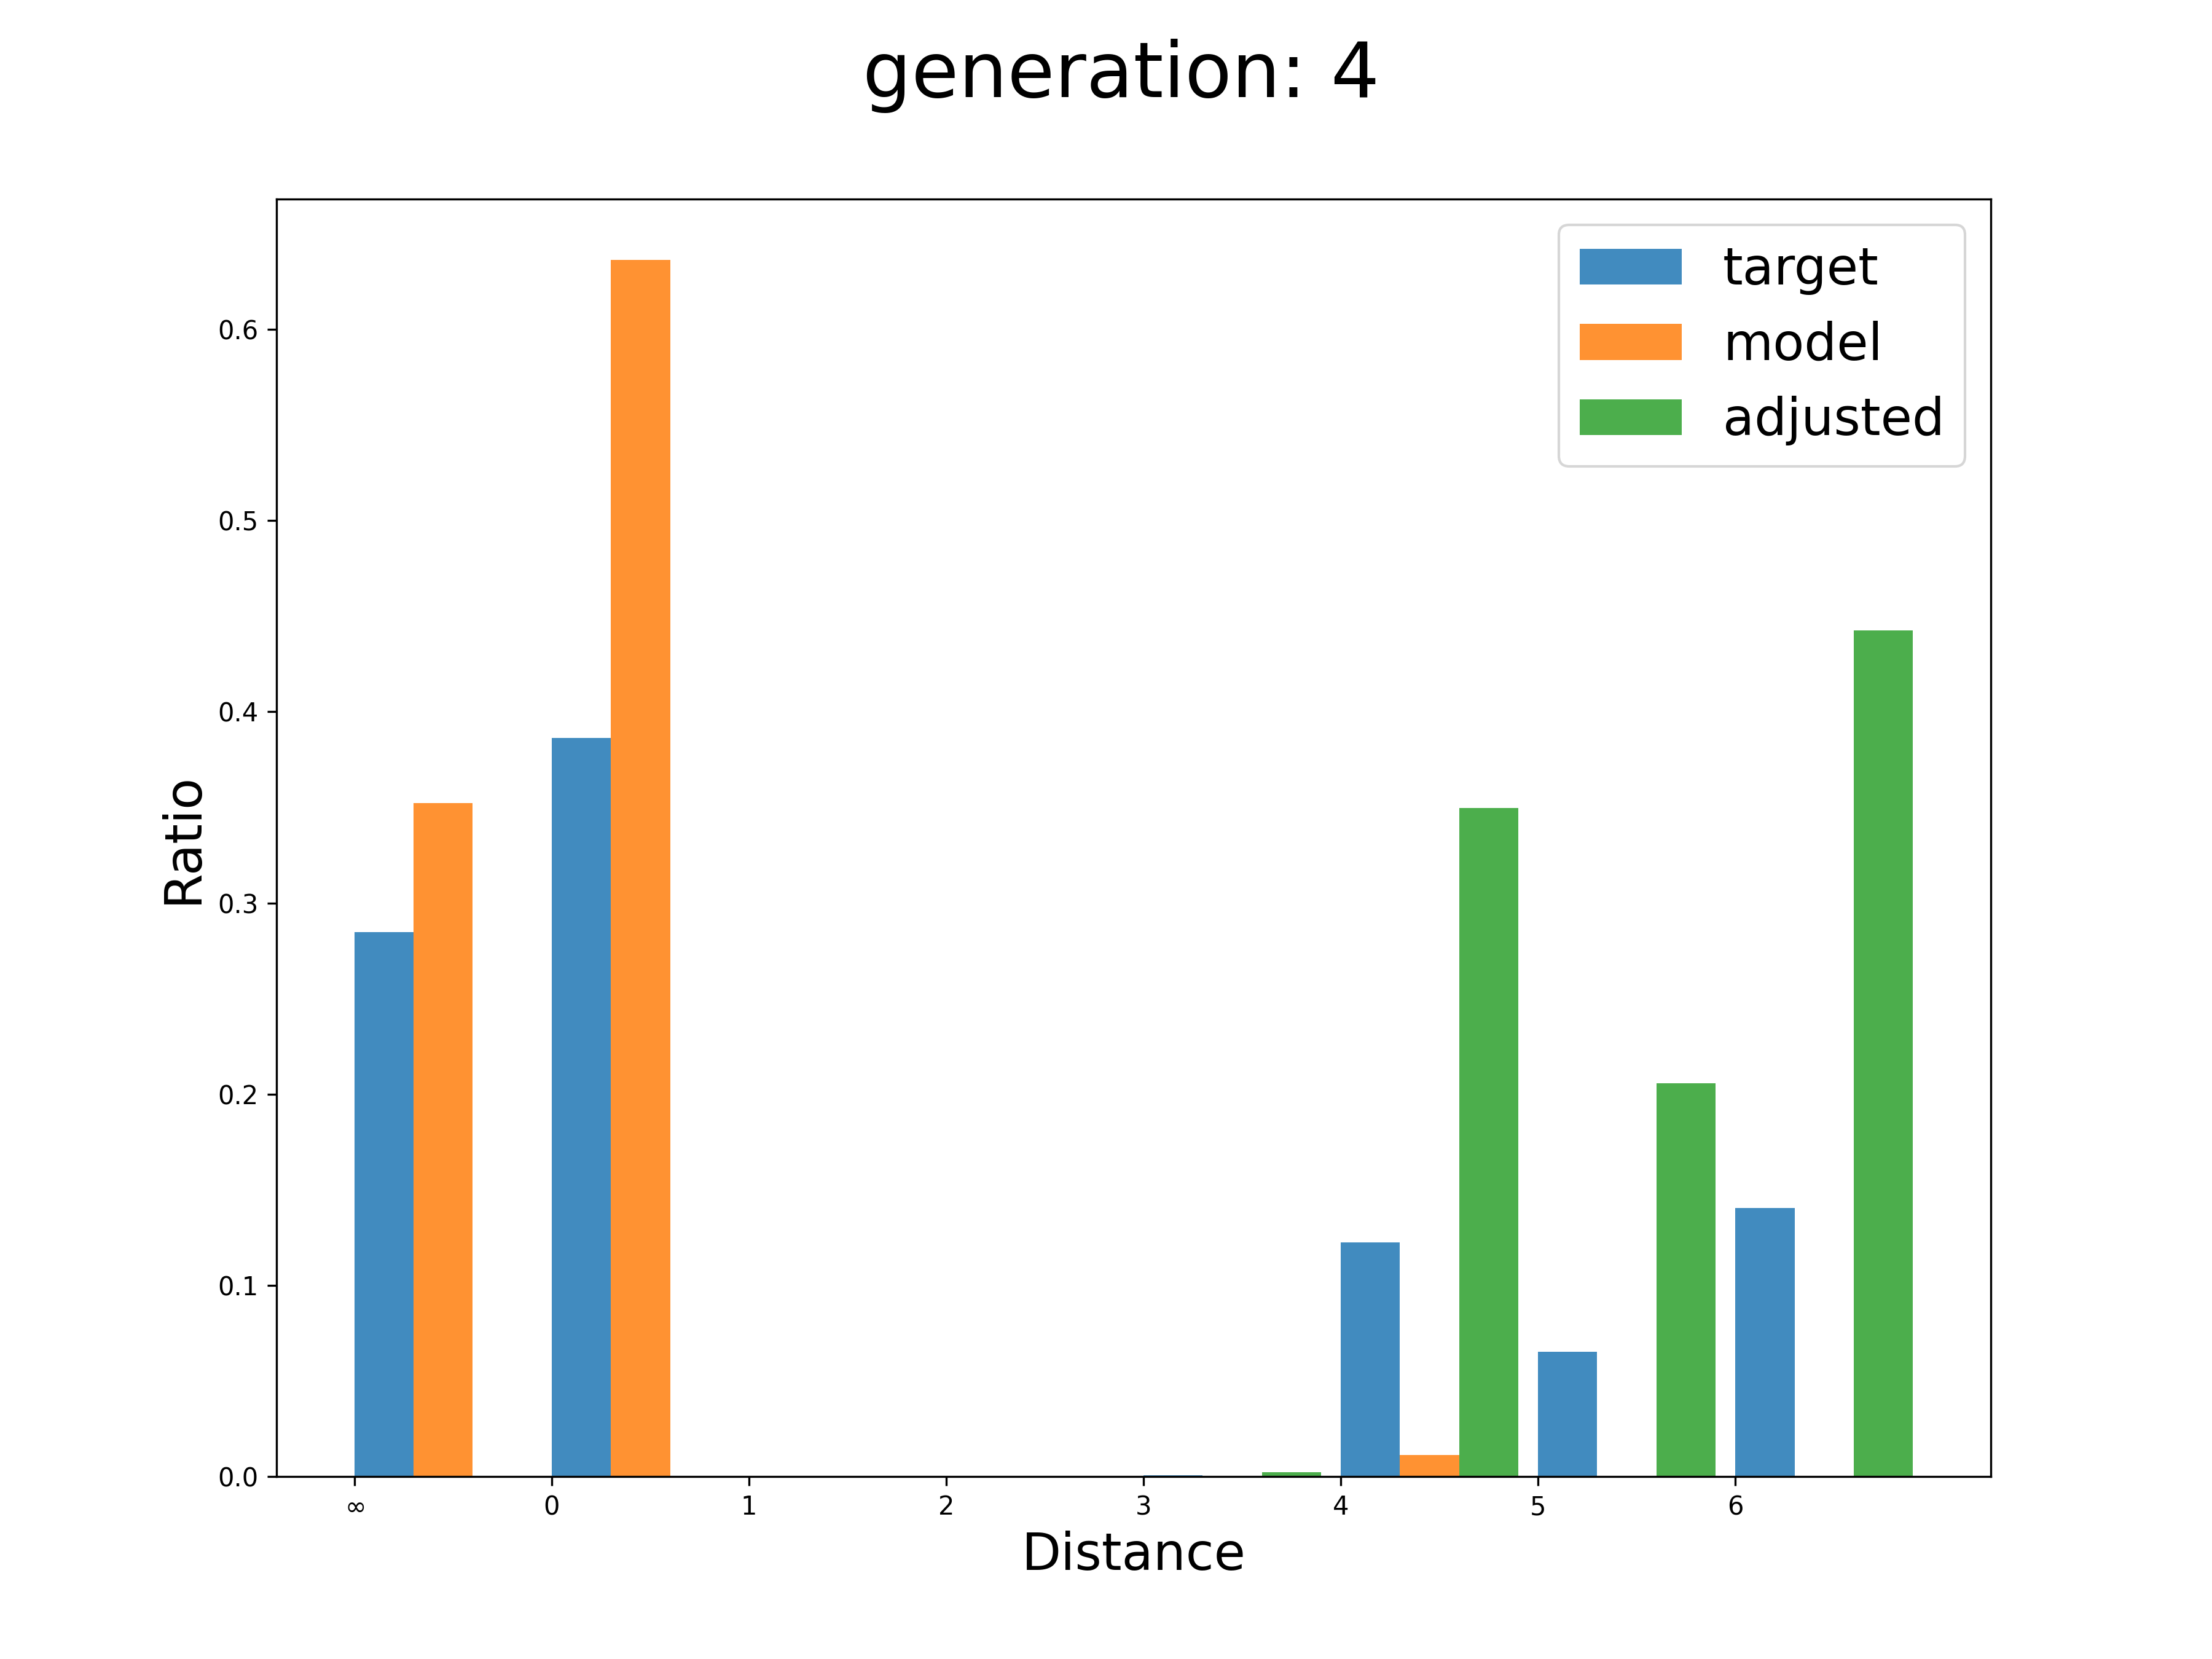 generation: 4
target
model
adjusted
Ratio
0.6
0.5
0.4
0.3
0.2
0.1
0.0
∞ 0 1 2 3 4 5 6
Distance